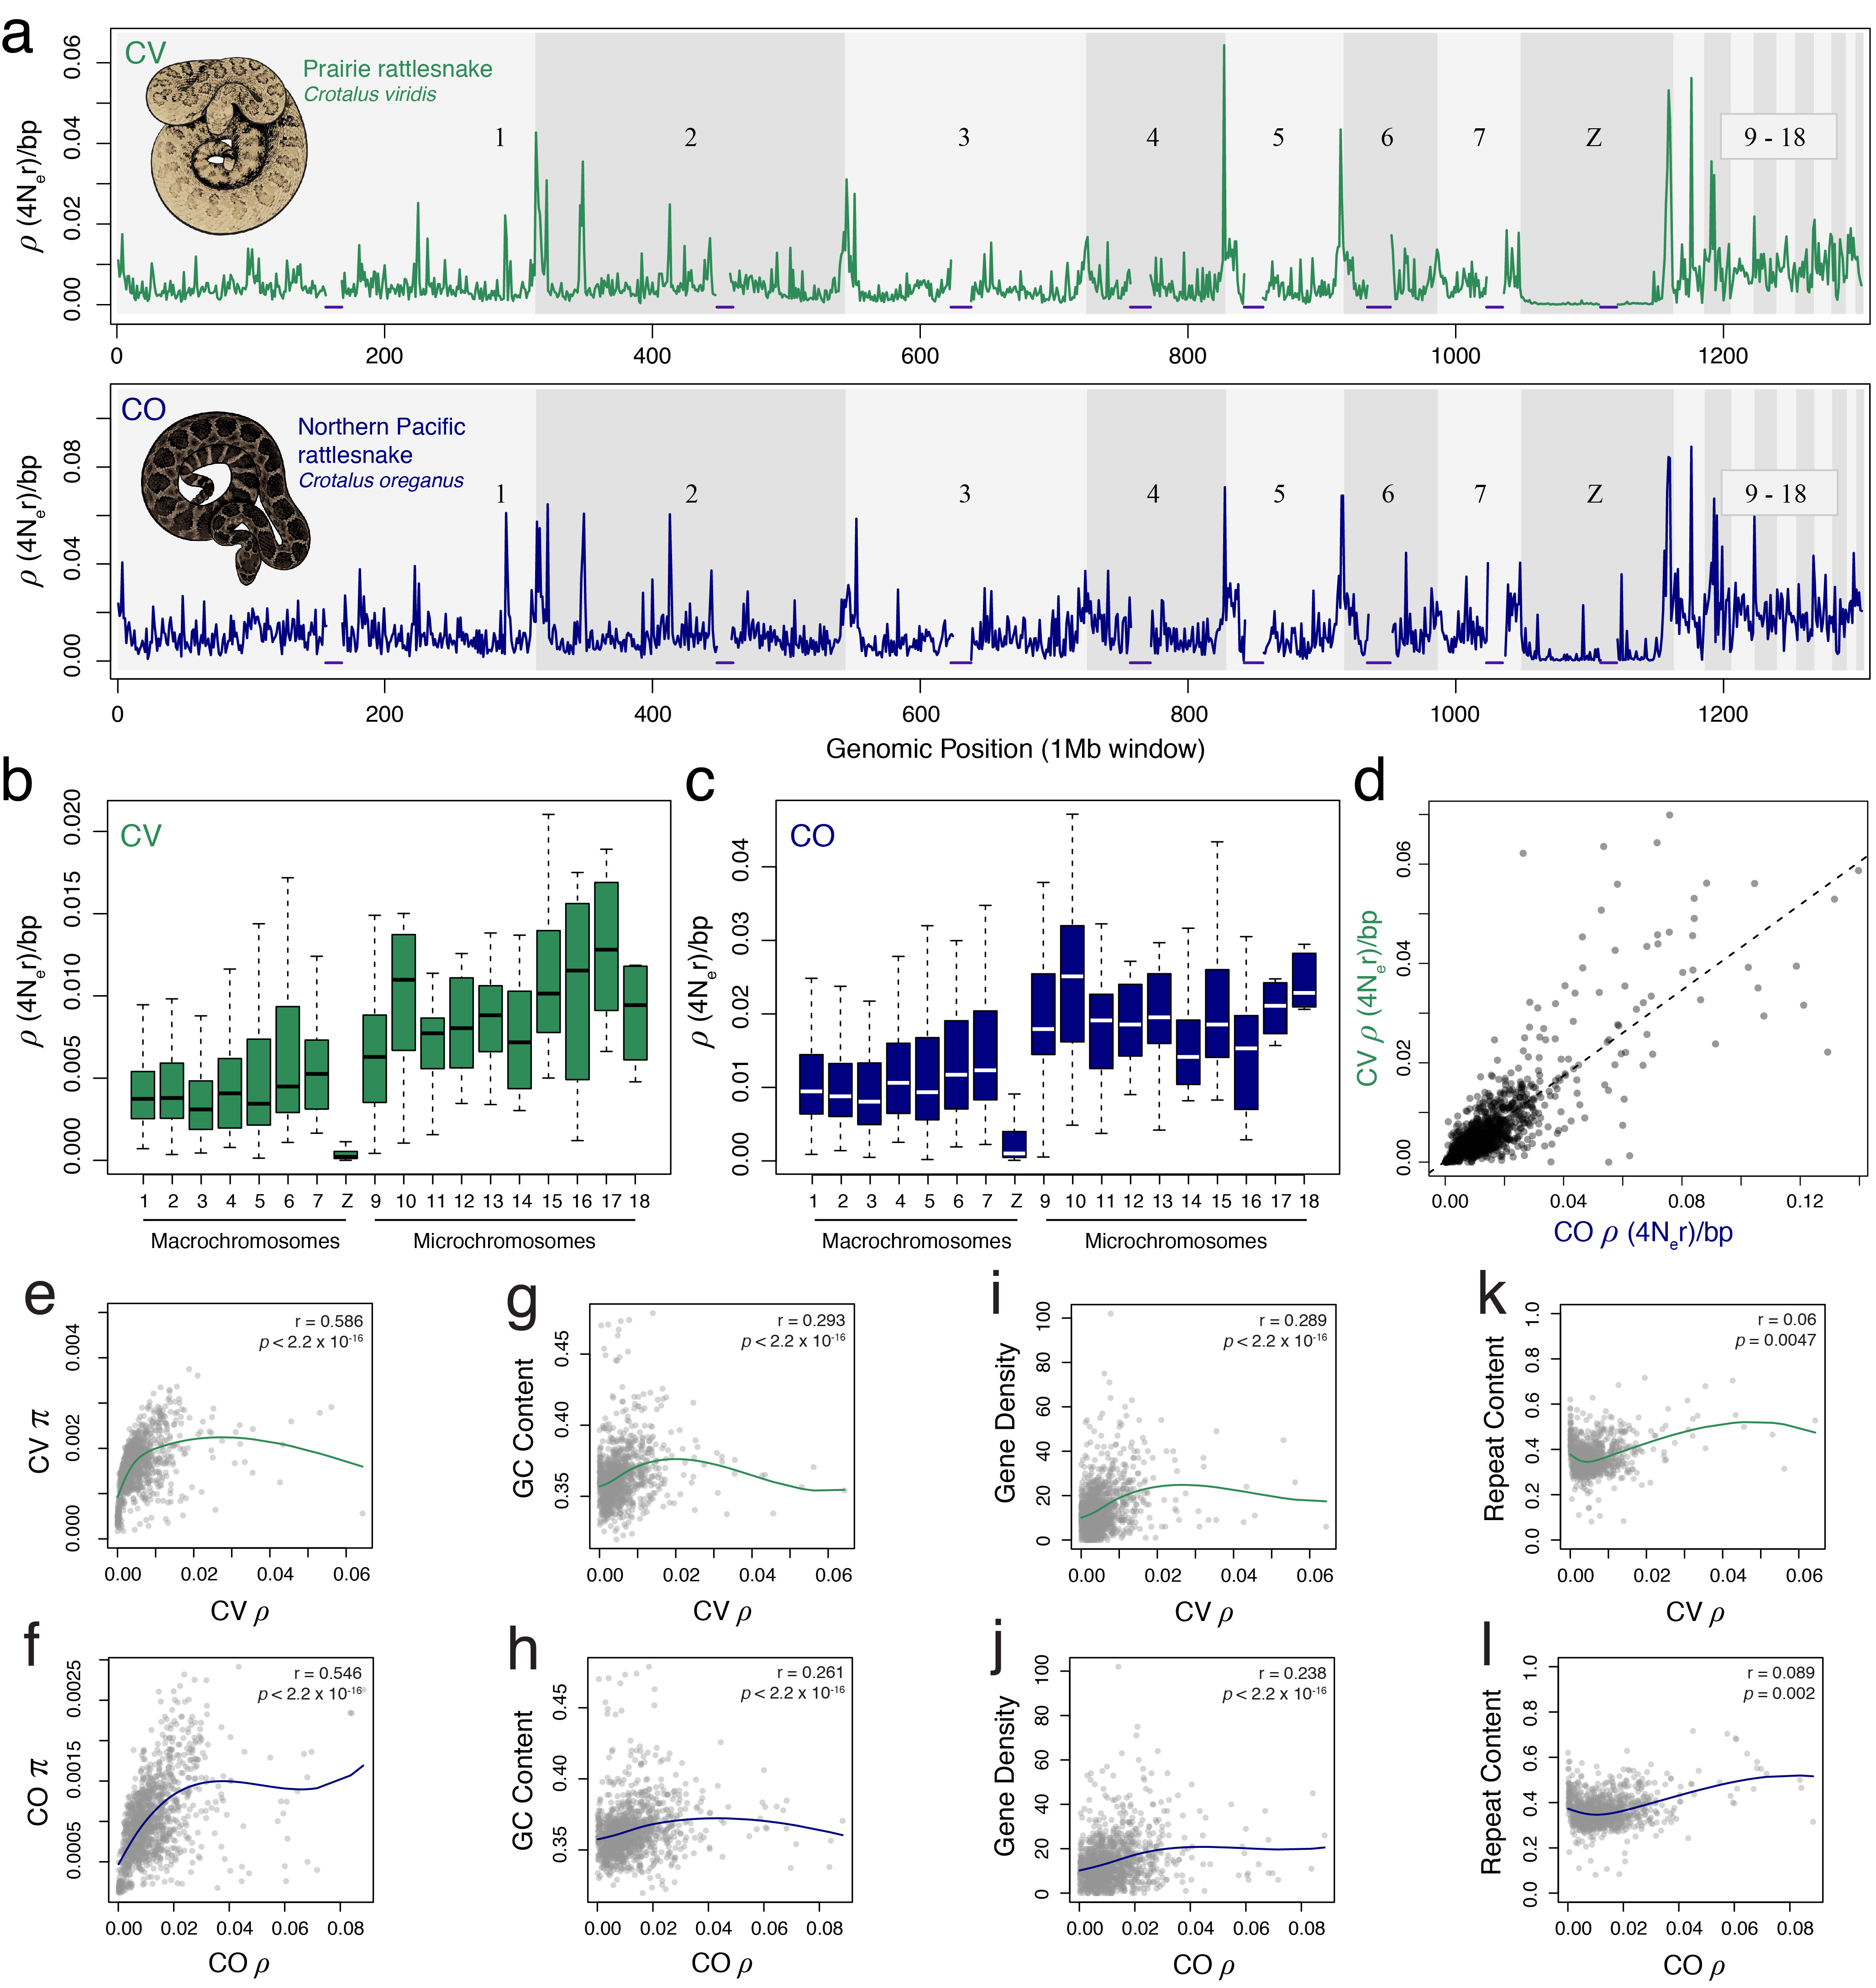 a
CV
Prairie rattlesnake
Crotalus viridis
1 2 3 4 5 6 7 Z 9 - 18
ρ (4Ner)/bp
0.00 0.02 0.04 0.06
0 200 400 600 800 1000 1200
CO
Northern Pacific
rattlesnake
Crotalus oreganus
1 2 3 4 5 6 7 Z 9 - 18
ρ (4Ner)/bp
0.00 0.04 0.08
0 200 400 600 800 1000 1200
Genomic Position (1Mb window)
b
CV
ρ (4Ner)/bp
0.000 0.005 0.010 0.015 0.020
1 2 3 4 5 6 7 Z 9 10 11 12 13 14 15 16 17 18
Macrochromosomes Microchromosomes
c
CO
ρ (4Ner)/bp
0.00 0.01 0.02 0.03 0.04
1 2 3 4 5 6 7 Z 9 10 11 12 13 14 15 16 17 18
Macrochromosomes Microchromosomes
d
CV ρ (4Ner)/bp
0.00 0.02 0.04 0.06
0.00 0.04 0.08 0.12
CO ρ (4Ner)/bp
e
r = 0.586
p < 2.2 x 10-16
CV π
0.000 0.002 0.004
0.00 0.02 0.04 0.06
CV ρ
g
r = 0.293
p < 2.2 x 10-16
GC Content
0.35 0.40 0.45
0.00 0.02 0.04 0.06
CV ρ
i
r = 0.289
p < 2.2 x 10-16
Gene Density
0 20 40 60 80 100
0.00 0.02 0.04 0.06
CV ρ
k
r = 0.06
p = 0.0047
Repeat Content
0.0 0.2 0.4 0.6 0.8 1.0
0.00 0.02 0.04 0.06
CV ρ
f
r = 0.546
p < 2.2 x 10-16
CO π
0.0005 0.0015 0.0025
0.00 0.02 0.04 0.06 0.08
CO ρ
h
r = 0.261
p < 2.2 x 10-16
GC Content
0.35 0.40 0.45
0.00 0.02 0.04 0.06 0.08
CO ρ
j
r = 0.238
p < 2.2 x 10-16
Gene Density
0 20 40 60 80 100
0.00 0.02 0.04 0.06 0.08
CO ρ
l
r = 0.089
p = 0.002
Repeat Content
0.0 0.2 0.4 0.6 0.8 1.0
0.00 0.02 0.04 0.06 0.08
CO ρ